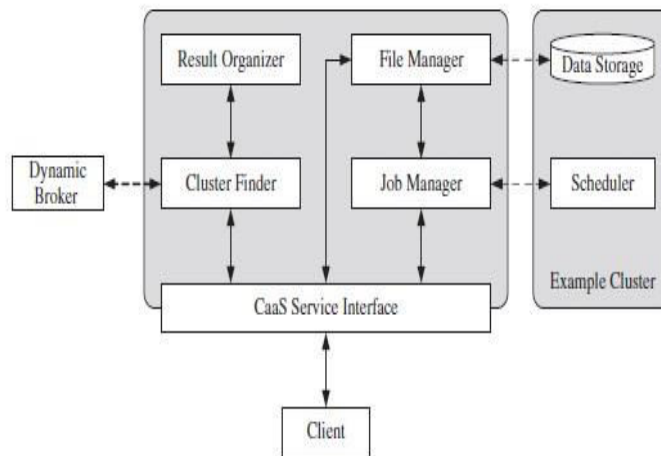 Result Organizer
File Manager
Data Storage
Dynamic
Broker
Cluster Finder
Job Manager
Scheduler
Example Cluster
CaaS Service Interface
Client